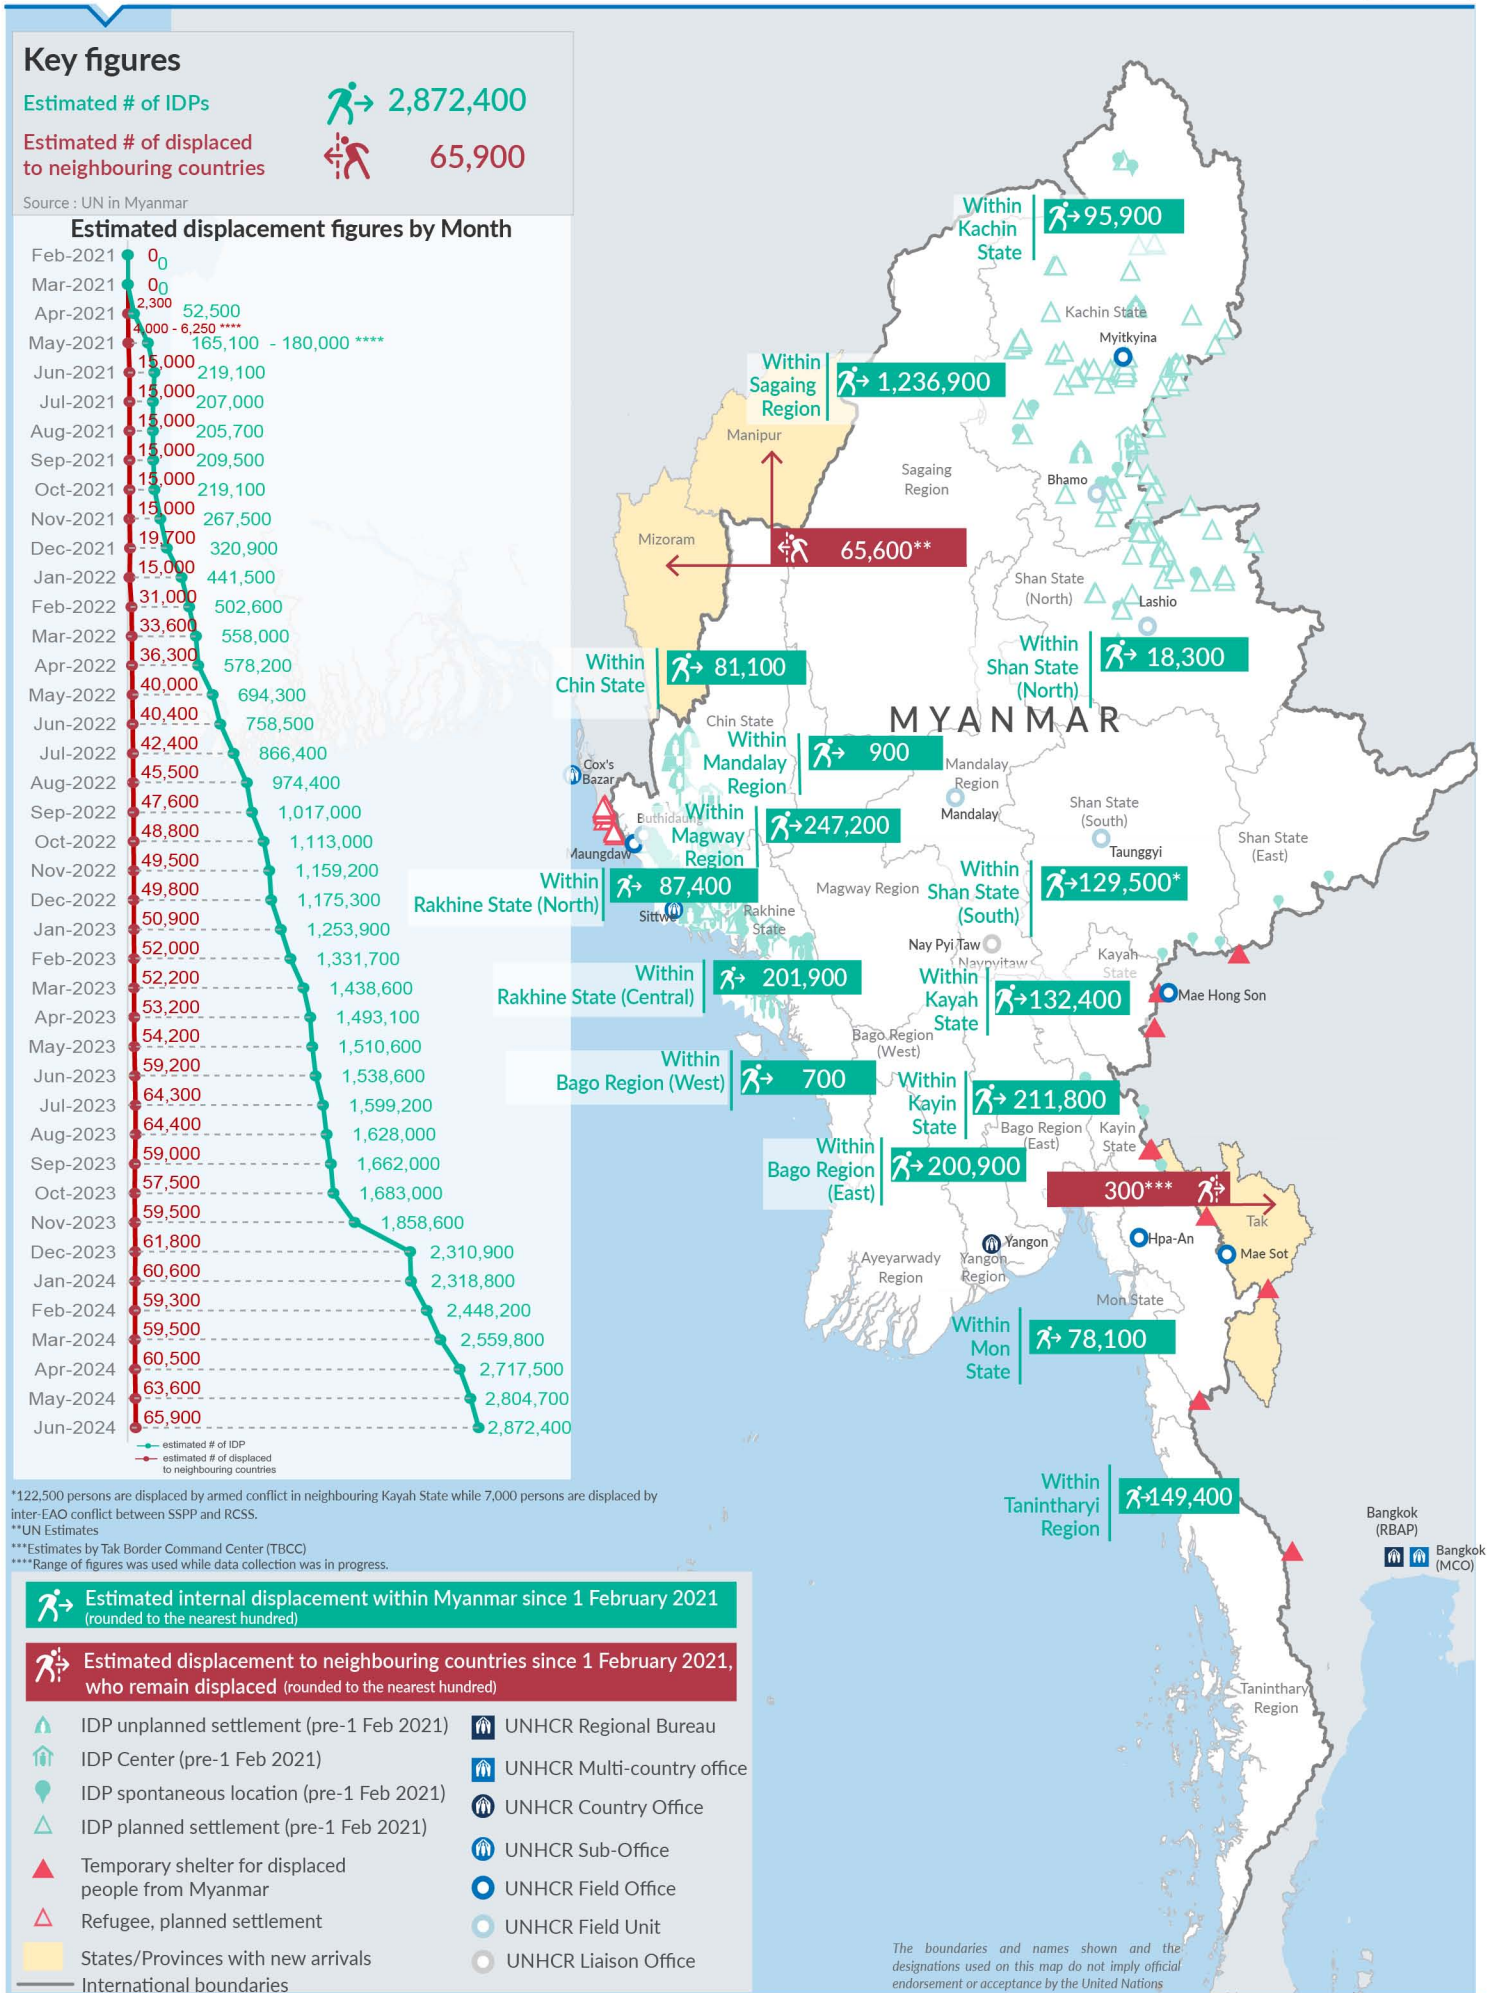 Key figures
Estimated # of IDPs
2,872,400
Estimated # of displaced
to neighbouring countries
65,900
Source : UN in Myanmar
Estimated displacement figures by Month
Feb-2021 0 0
Mar-2021 0 0
Apr-2021 2,300 52,500
May-2021 4,000 - 6,250 **** 165,100 - 180,000 ****
Jun-2021 15,000 219,100
Jul-2021 15,000 207,000
Aug-2021 15,000 205,700
Sep-2021 15,000 209,500
Oct-2021 15,000 219,100
Nov-2021 15,000 267,500
Dec-2021 19,700 320,900
Jan-2022 15,000 441,500
Feb-2022 31,000 502,600
Mar-2022 33,600 558,000
Apr-2022 36,300 578,200
May-2022 40,000 694,300
Jun-2022 40,400 758,500
Jul-2022 42,400 866,400
Aug-2022 45,500 974,400
Sep-2022 47,600 1,017,000
Oct-2022 48,800 1,113,000
Nov-2022 49,500 1,159,200
Dec-2022 49,800 1,175,300
Jan-2023 50,900 1,253,900
Feb-2023 52,000 1,331,700
Mar-2023 52,200 1,438,600
Apr-2023 53,200 1,493,100
May-2023 54,200 1,510,600
Jun-2023 59,200 1,538,600
Jul-2023 64,300 1,599,200
Aug-2023 64,400 1,628,000
Sep-2023 59,000 1,662,000
Oct-2023 57,500 1,683,000
Nov-2023 59,500 1,858,600
Dec-2023 61,800 2,310,900
Jan-2024 60,600 2,318,800
Feb-2024 59,300 2,448,200
Mar-2024 59,500 2,559,800
Apr-2024 60,500 2,717,500
May-2024 63,600 2,804,700
Jun-2024 65,900 2,872,400
estimated # of IDP
estimated # of displaced
to neighbouring countries
*122,500 persons are displaced by armed conflict in neighbouring Kayah State while 7,000 persons are displaced by
inter-EAO conflict between SSPP and RCSS.
**UN Estimates
***Estimates by Tak Border Command Center (TBCC)
****Range of figures was used while data collection was in progress.
Estimated internal displacement within Myanmar since 1 February 2021
(rounded to the nearest hundred)
Estimated displacement to neighbouring countries since 1 February 2021,
who remain displaced (rounded to the nearest hundred)
IDP unplanned settlement (pre-1 Feb 2021)
IDP Center (pre-1 Feb 2021)
IDP spontaneous location (pre-1 Feb 2021)
IDP planned settlement (pre-1 Feb 2021)
Temporary shelter for displaced
people from Myanmar
Refugee, planned settlement
States/Provinces with new arrivals
International boundaries
UNHCR Regional Bureau
UNHCR Multi-country office
UNHCR Country Office
UNHCR Sub-Office
UNHCR Field Office
UNHCR Field Unit
UNHCR Liaison Office
Within
Kachin
State
95,900
Kachin State
Myitkyina
Within
Sagaing
Region
1,236,900
Manipur
Sagaing
Region
Bhamo
Mizoram
65,600**
Shan State
(North)
Lashio
Within
Shan State
(North)
18,300
Within
Chin State
81,100
MYANMAR
Chin State
Within
Mandalay
Region
900
Mandalay
Region
Mandalay
Cox's
Bazar
Shan State
(South)
Taunggyi
Shan State
(East)
Buthidaung
Maungdaw
Within
Magway
Region
247,200
Magway Region
Within
Shan State
(South)
129,500*
Within
Rakhine State (North)
87,400
Sittwe
Rakhine
State
Nay Pyi Taw
Naypyitaw
Kayah
State
Within
Rakhine State (Central)
201,900
Within
Kayah
State
132,400
Mae Hong Son
Bago Region
(West)
Within
Bago Region (West)
700
Within
Kayin
State
211,800
Bago Region
(East)
Kayin
State
Within
Bago Region
(East)
200,900
300***
Tak
Hpa-An
Mae Sot
Yangon
Yangon
Region
Ayeyarwady
Region
Mon State
Within
Mon
State
78,100
Within
Tanintharyi
Region
149,400
Bangkok
(RBAP)
Bangkok
(MCO)
Taninthary
Region
The boundaries and names shown and the
designations used on this map do not imply official
endorsement or acceptance by the United Nations